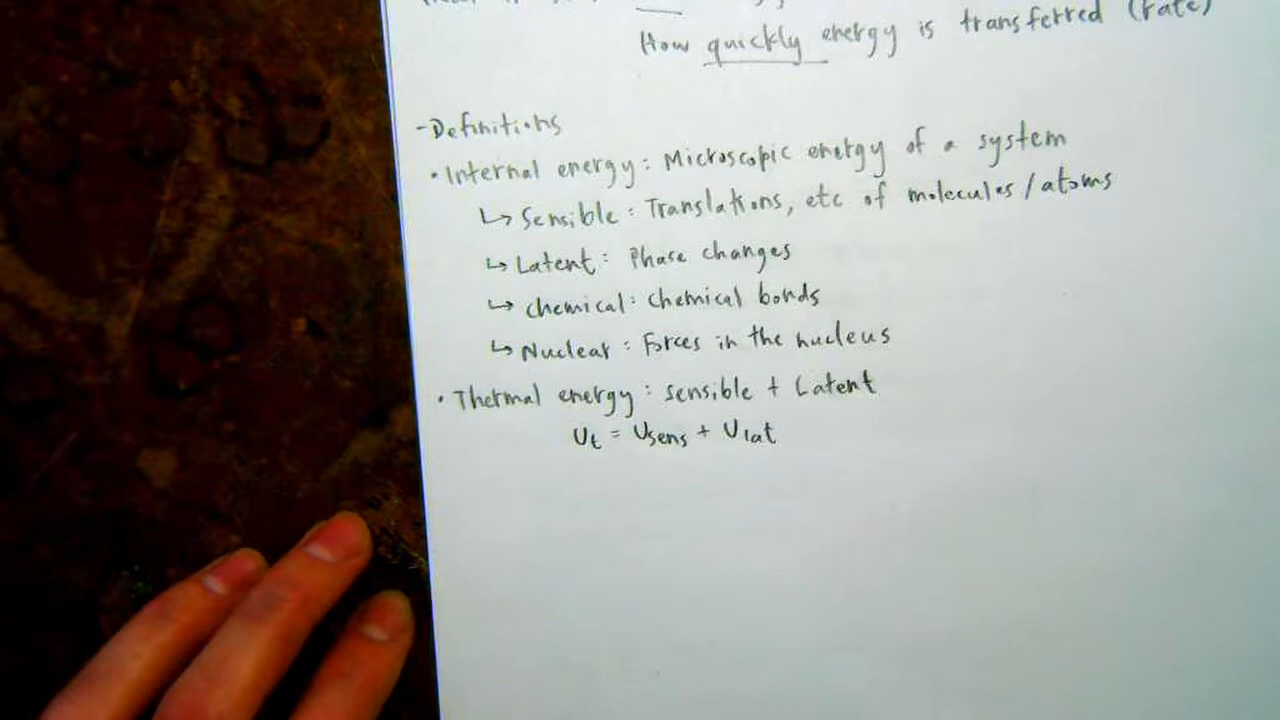 How quickly energy is transferred (rate)
- Definitions
• Internal energy: Microscopic energy of a system
↳ Sensible: Translations, etc of molecules/atoms
↳ Latent: Phase changes
↳ chemical: chemical bonds
↳ Nuclear: Forces in the nucleus
• Thermal energy: sensible + Latent
Ut = Usens + Ulat